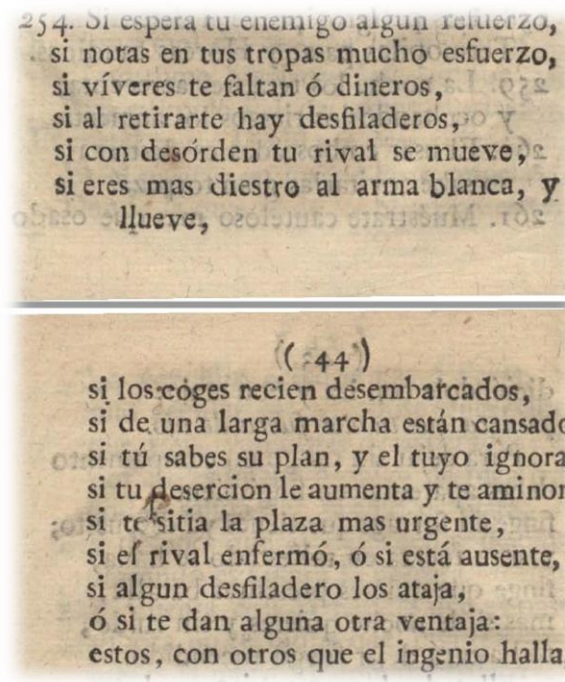 254. Si espera tu enemigo algun refuerzo,
si notas en tus tropas mucho esfuerzo,
si víveres te faltan ó dineros,
si al retirarte hay desfiladeros,
si con desórden tu rival se mueve,
si eres mas diestro al arma blanca, y
llueve,
(44)
si los coges recien desembarcados,
si de una larga marcha están cansado
si tú sabes su plan, y el tuyo ignora
si tu desercion le aumenta y te aminor
si te sitia la plaza mas urgente,
si el rival enfermó, ó si está ausente,
si algun desfiladero los ataja,
ó si te dan alguna otra ventaja:
estos, con otros que el ingenio halla